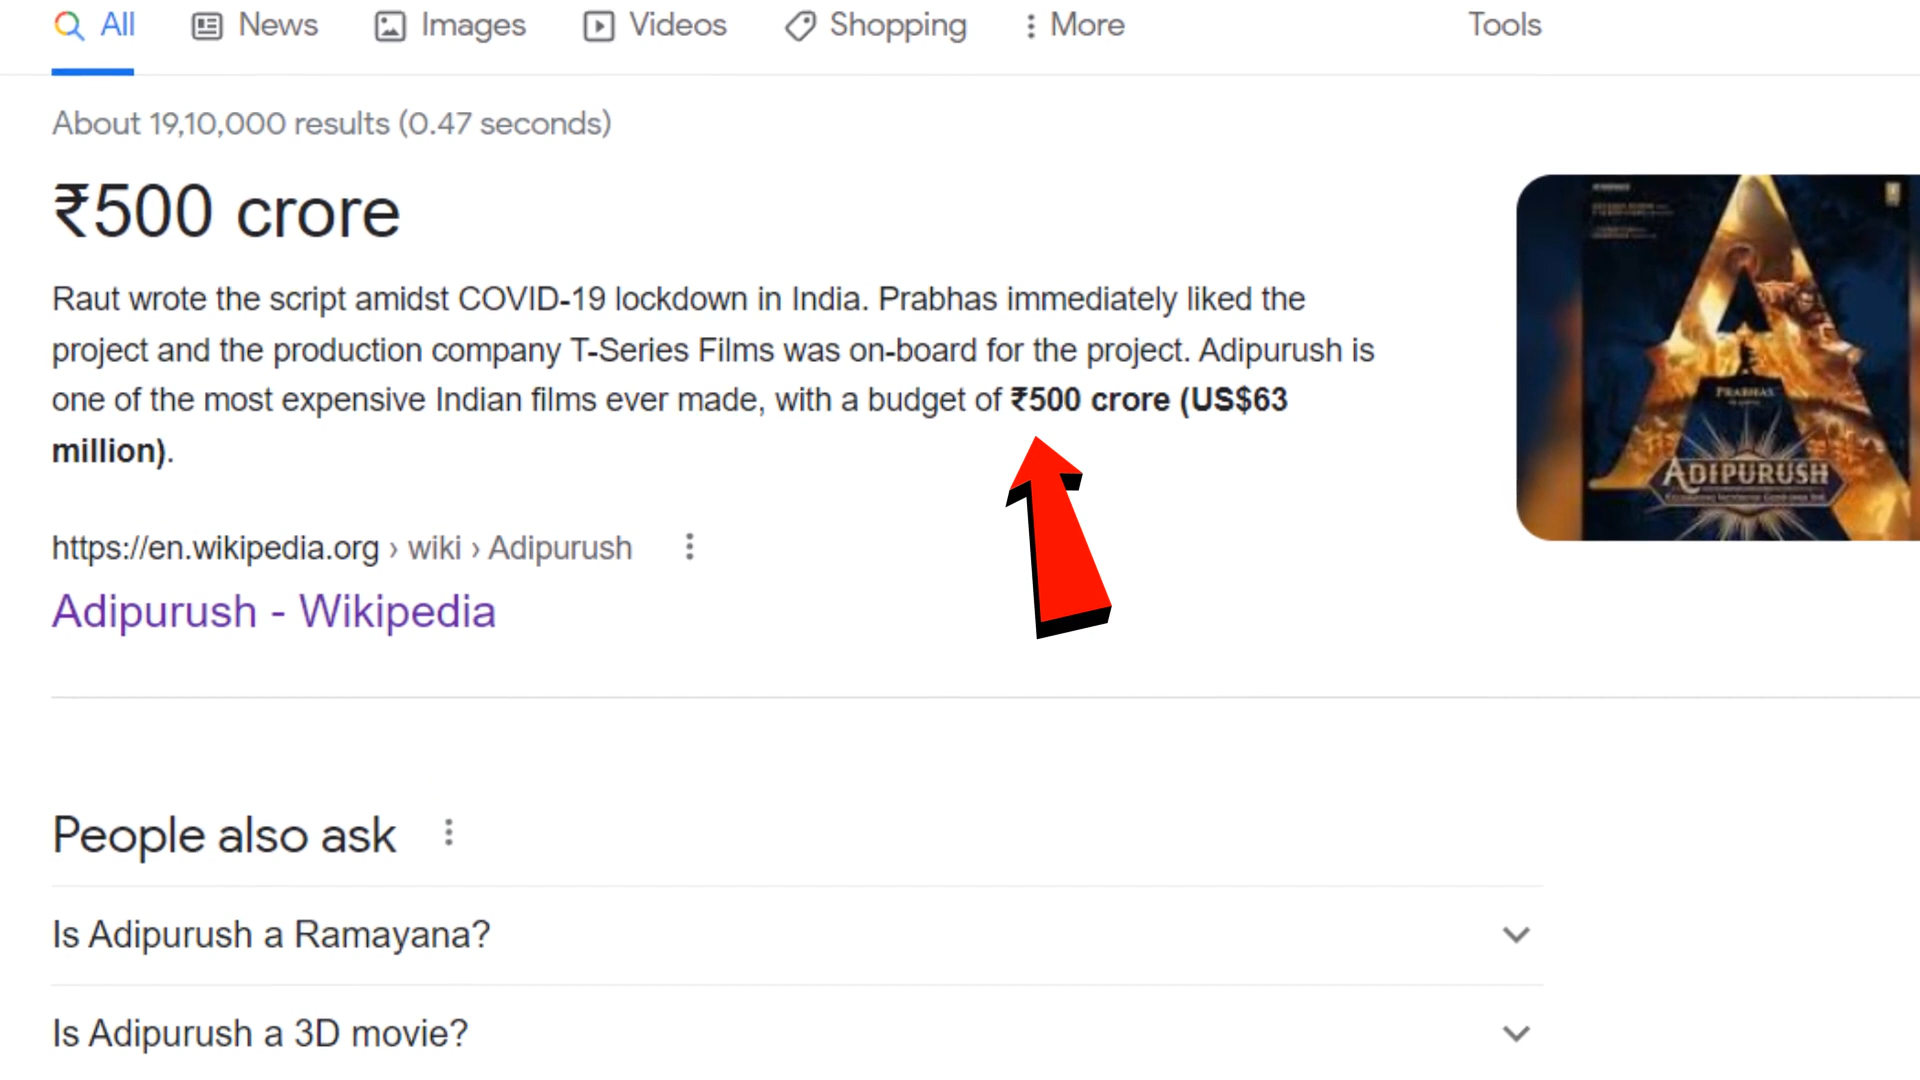 All News Images Videos Shopping More Tools
About 19,10,000 results (0.47 seconds)
₹500 crore
Raut wrote the script amidst COVID-19 lockdown in India. Prabhas immediately liked the
project and the production company T-Series Films was on-board for the project. Adipurush is
one of the most expensive Indian films ever made, with a budget of ₹500 crore (US$63
million).
PRABHAS
ADIPURUSH
https://en.wikipedia.org › wiki › Adipurush
Adipurush - Wikipedia
People also ask
Is Adipurush a Ramayana?
Is Adipurush a 3D movie?